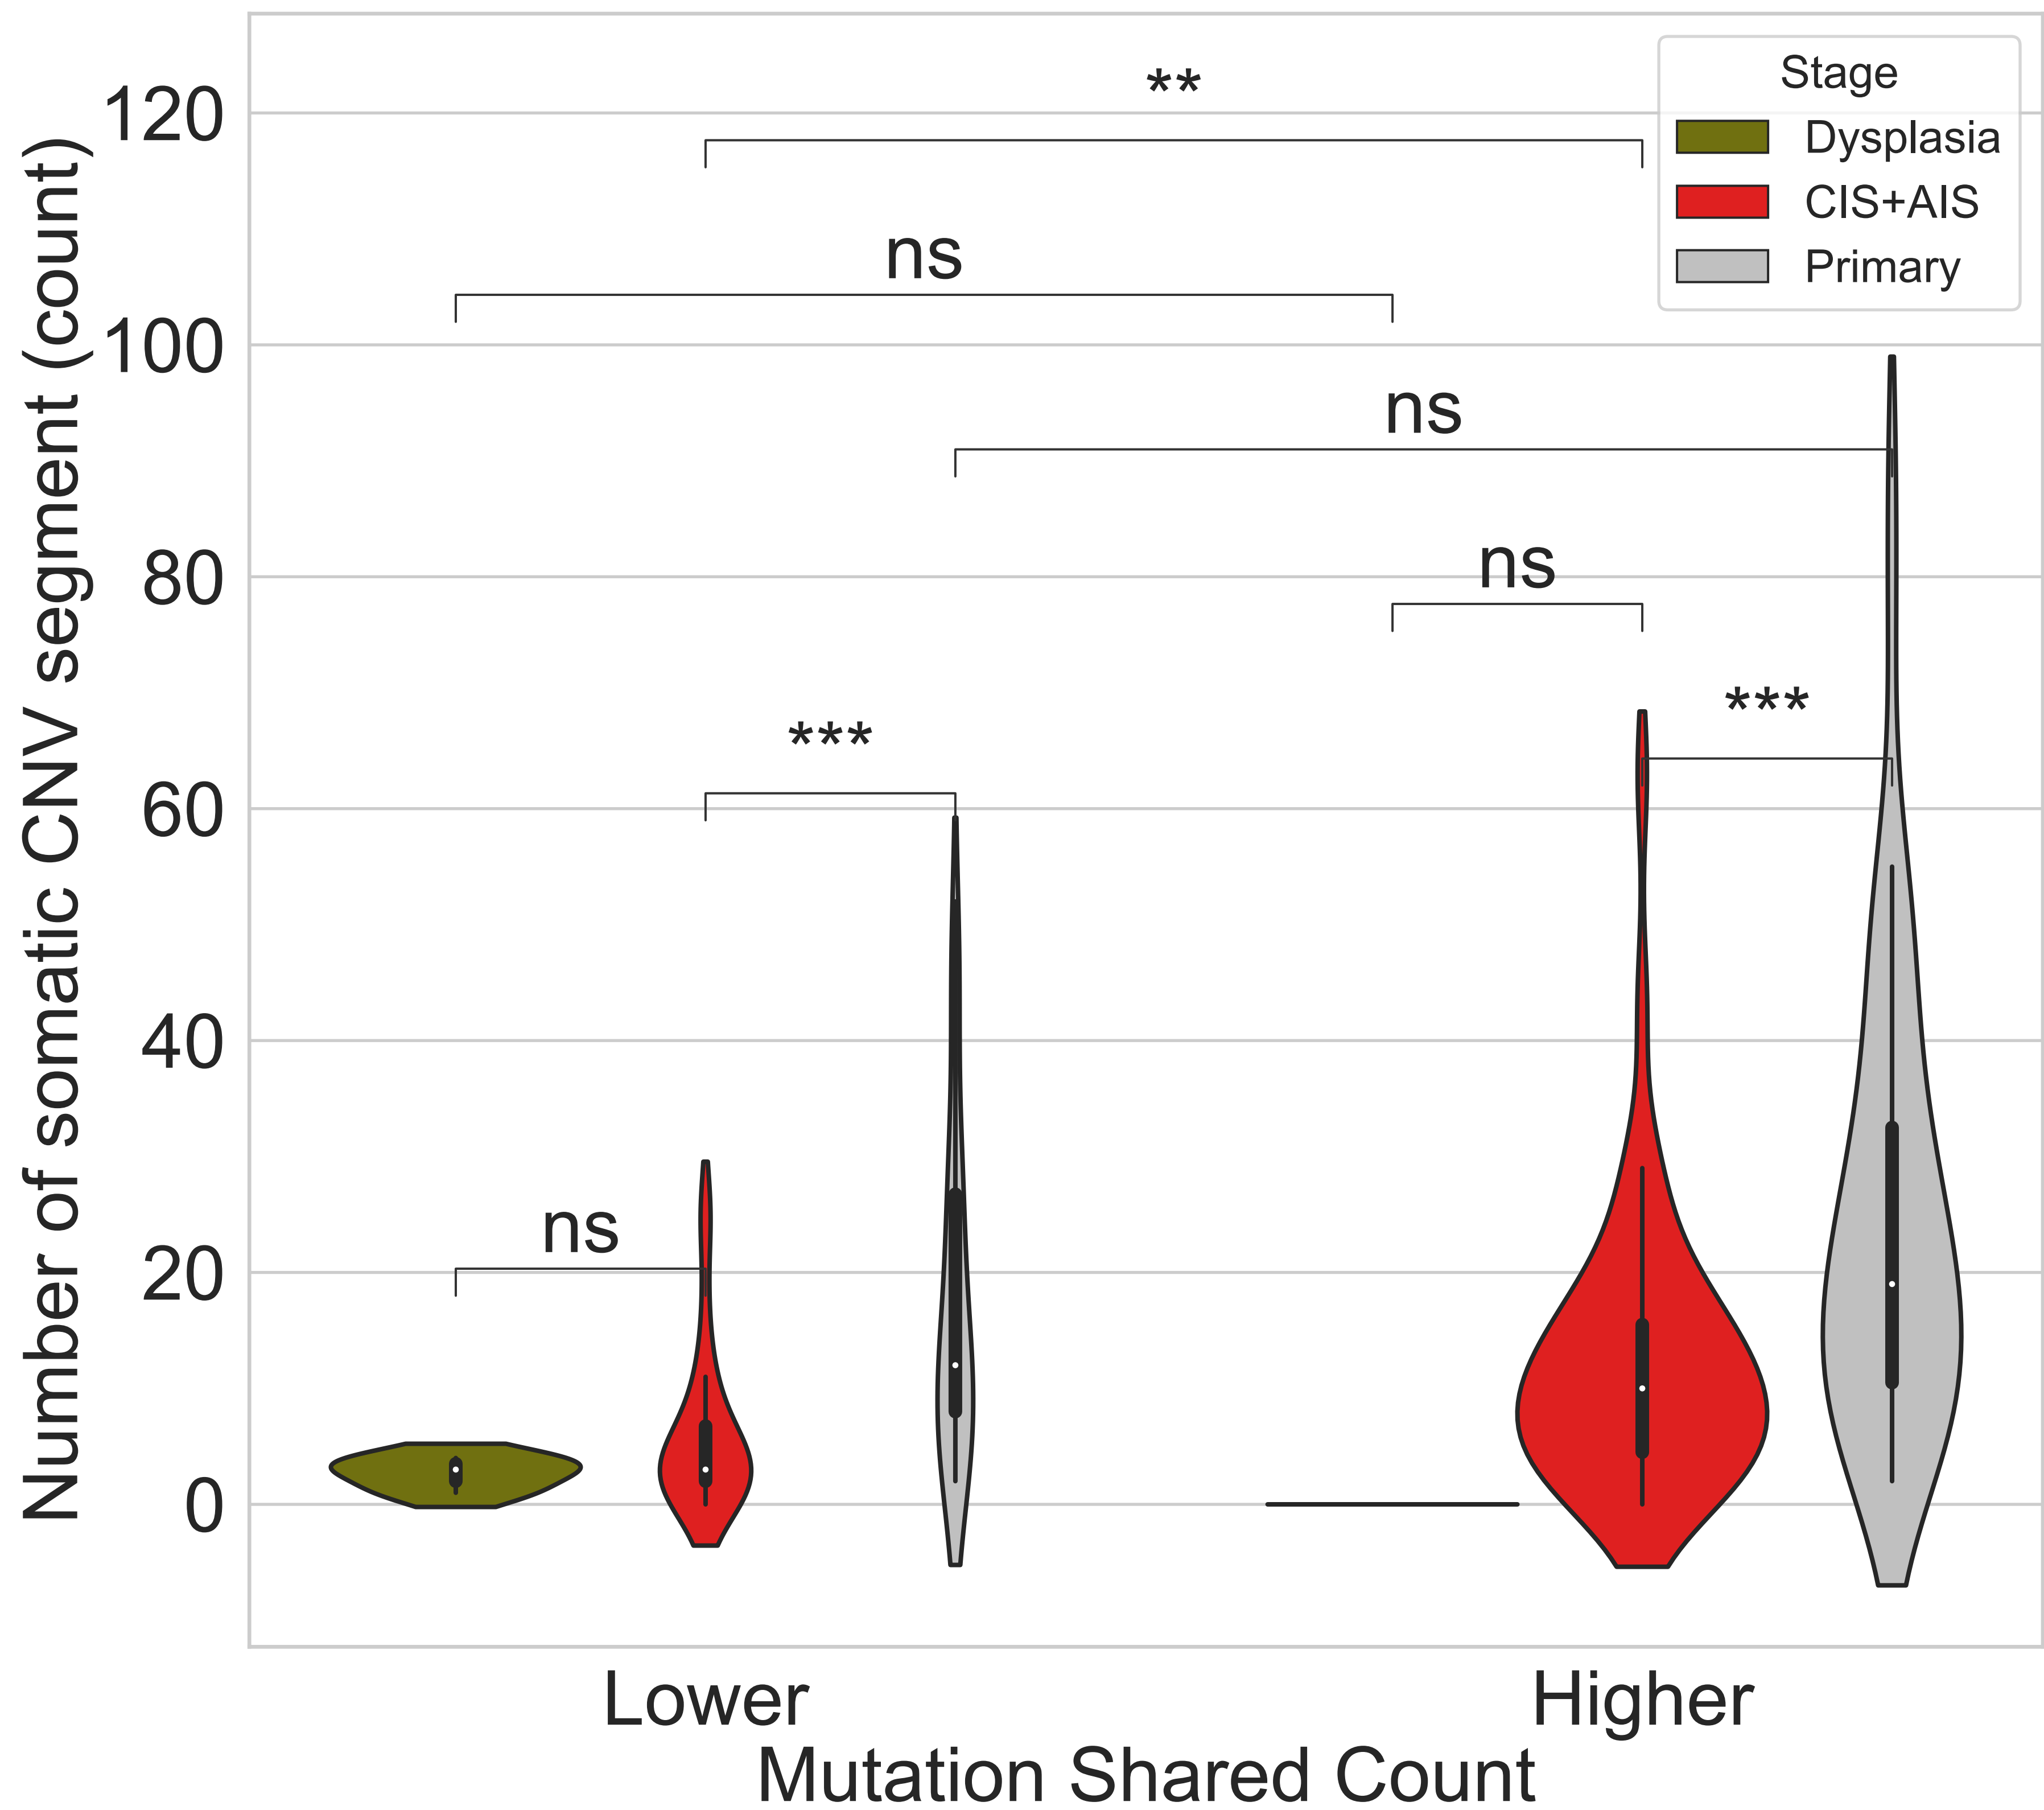 Number of somatic CNV segment (count)
120
100
80
60
40
20
0
**
ns
ns
ns
***
***
ns
Stage
Dysplasia
CIS+AIS
Primary
Lower
Higher
Mutation Shared Count